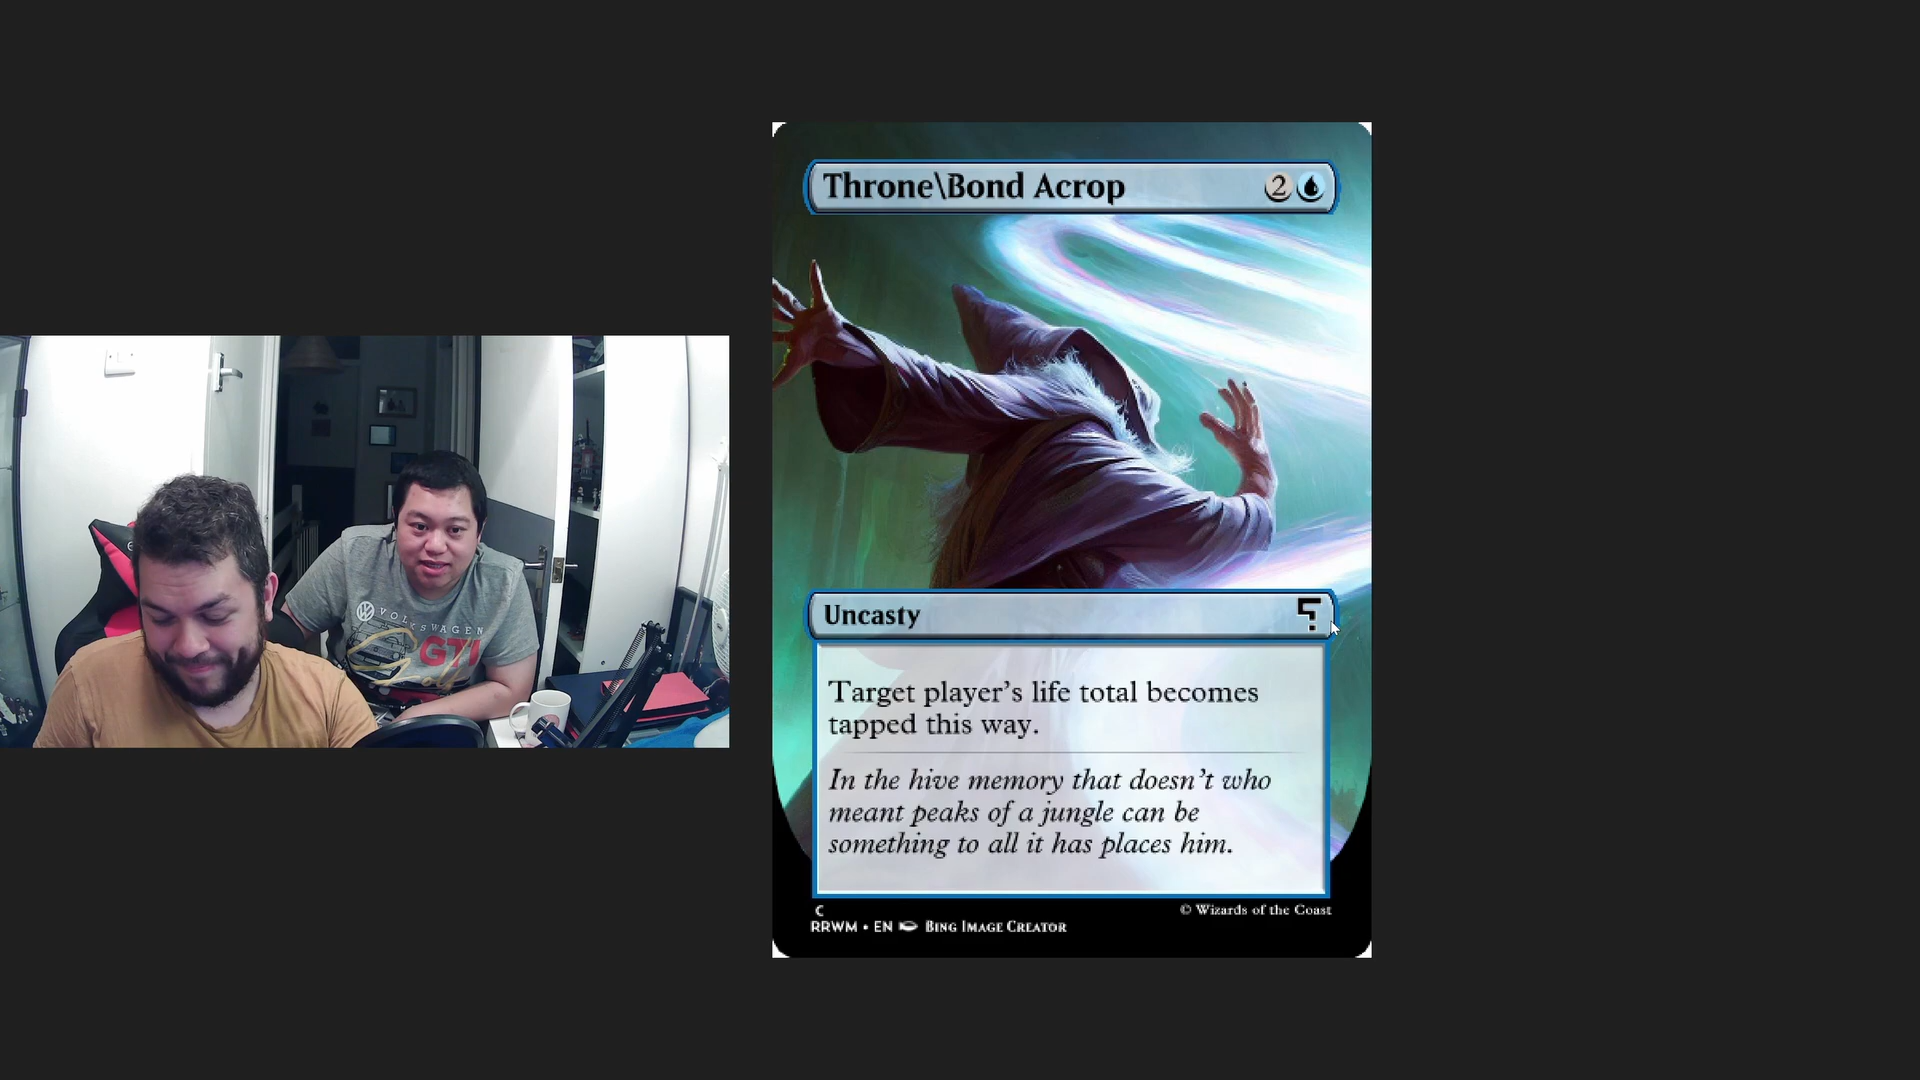 Throne\Bond Acrop
2
Uncasty
Target player's life total becomes
tapped this way.
In the hive memory that doesn't who
meant peaks of a jungle can be
something to all it has places him.
C
© Wizards of the Coast
RRWM • EN BING IMAGE CREATOR
VOLKSWAGEN
GTI
Golf